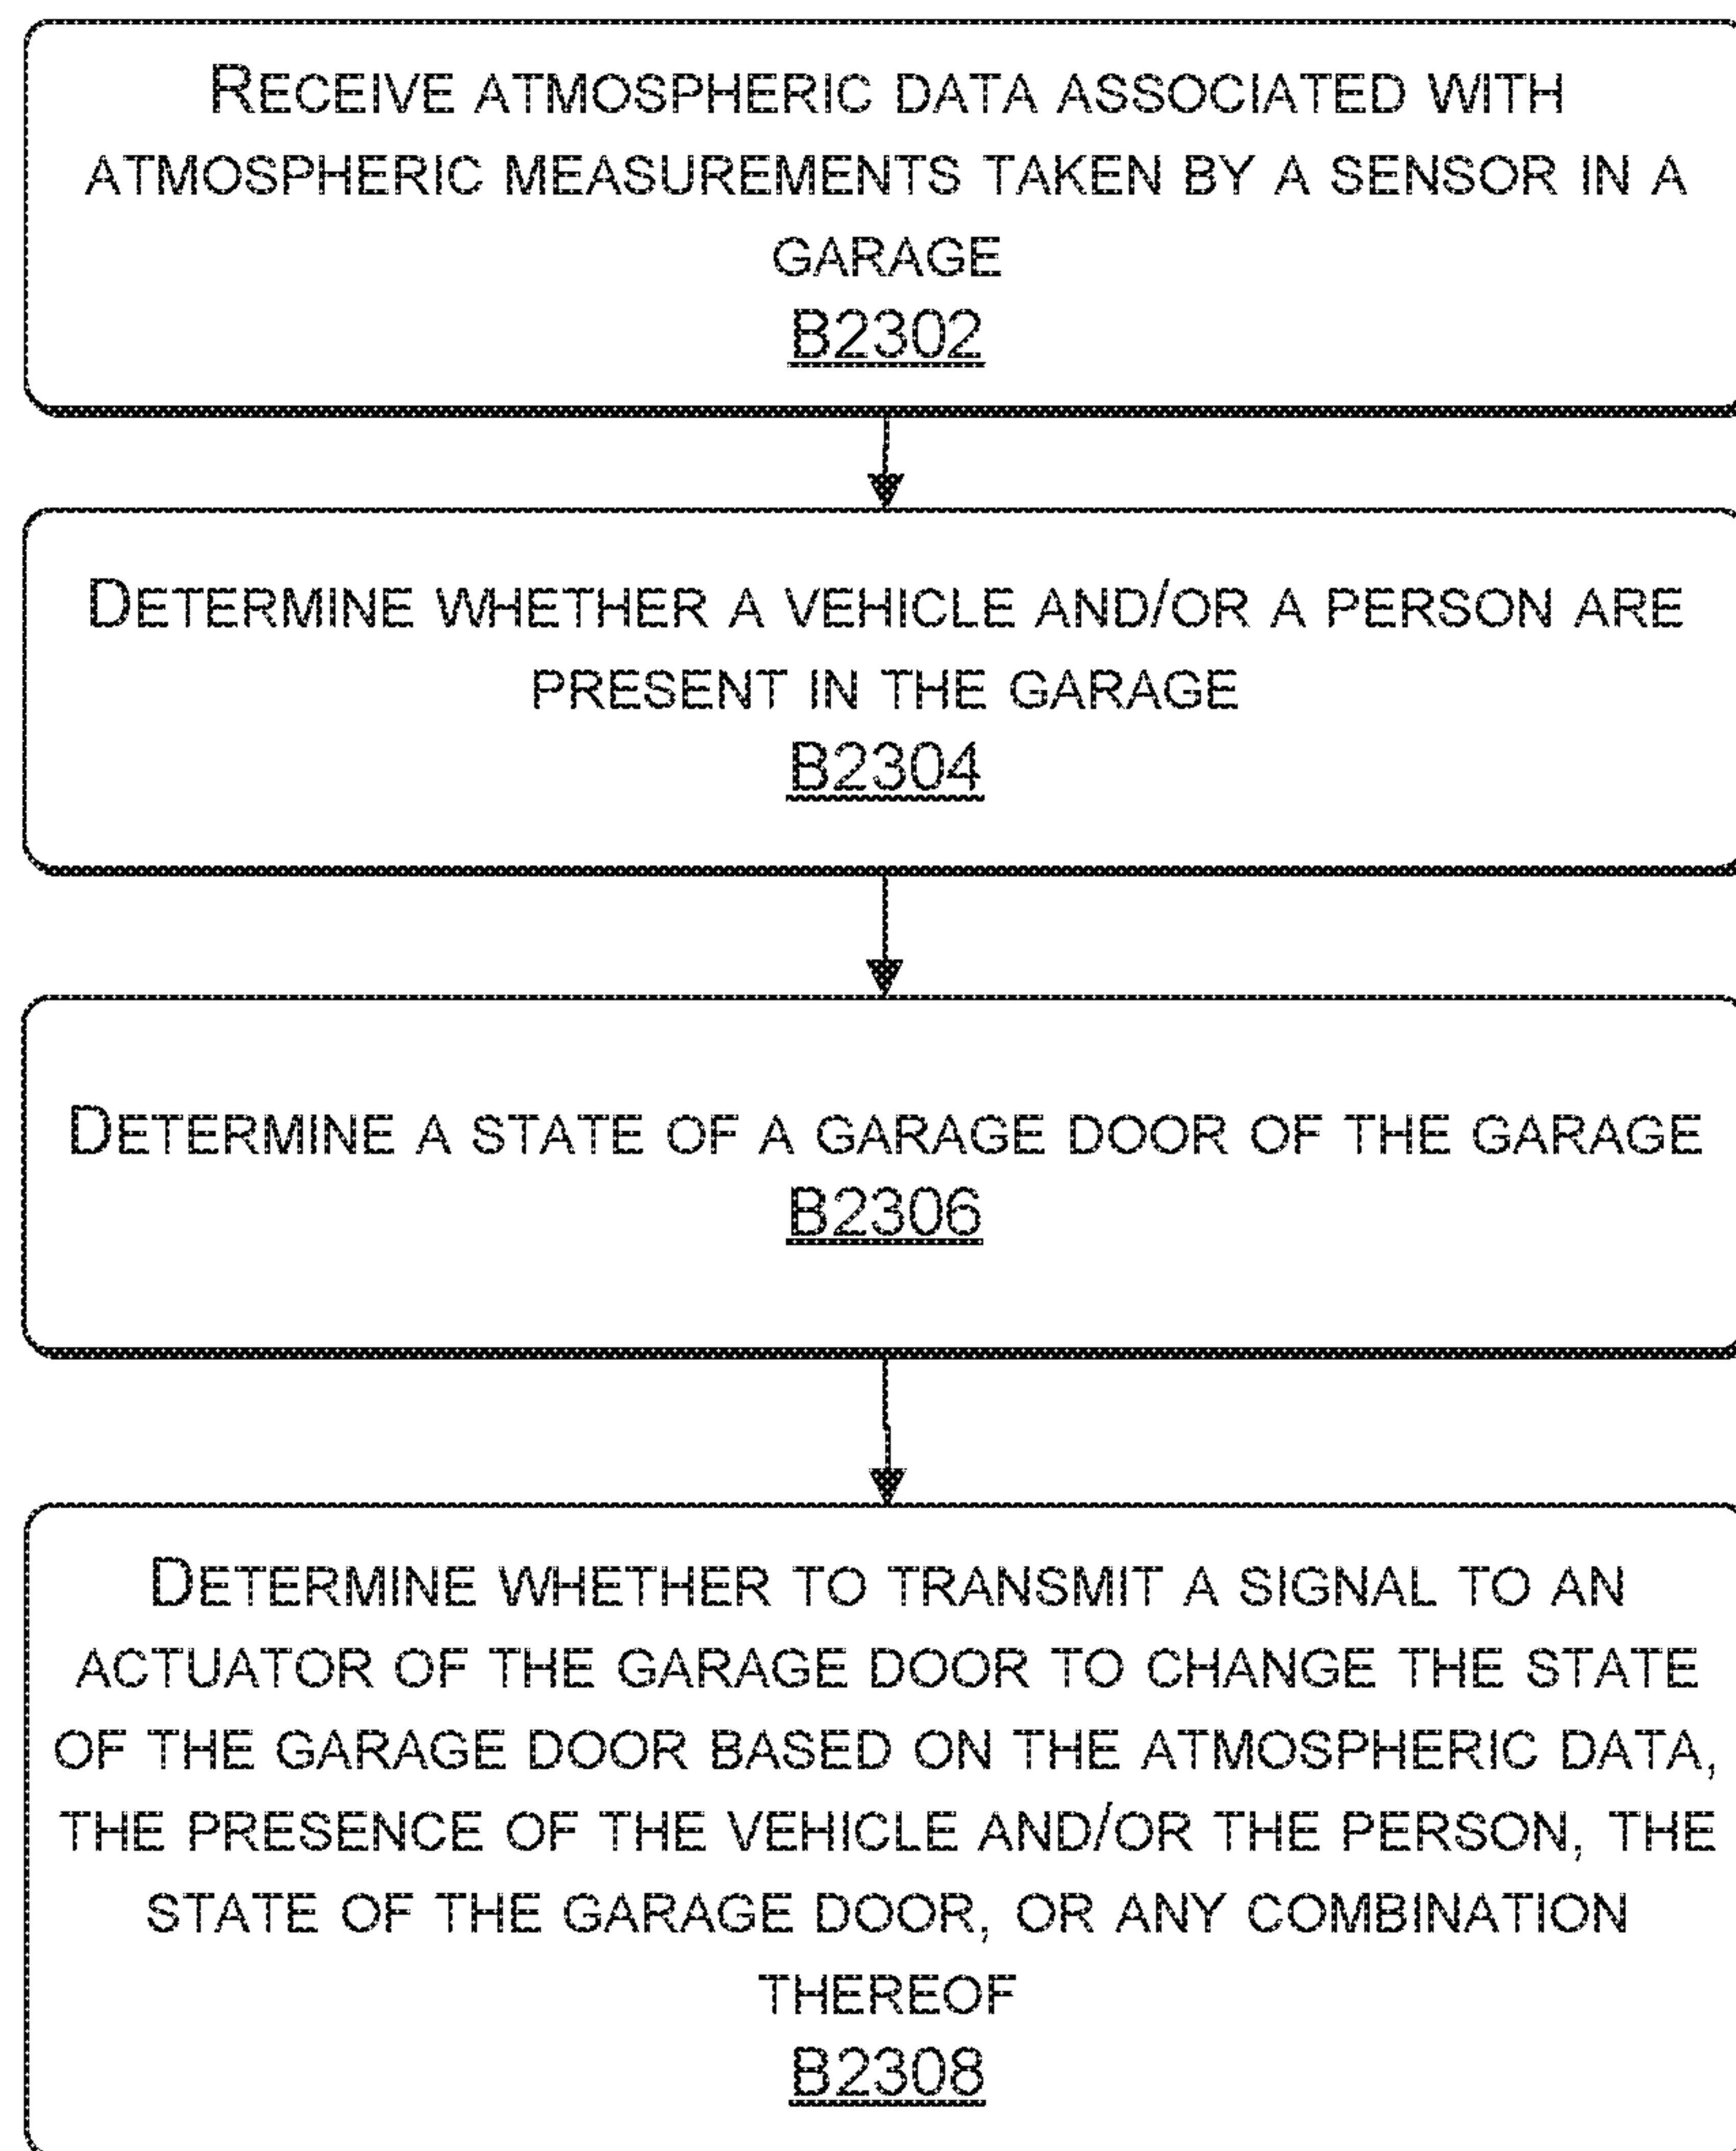 RECEIVE ATMOSPHERIC DATA ASSOCIATED WITH
ATMOSPHERIC MEASUREMENTS TAKEN BY A SENSOR IN A
GARAGE
B2302
DETERMINE WHETHER A VEHICLE AND/OR A PERSON ARE
PRESENT IN THE GARAGE
B2304
DETERMINE A STATE OF A GARAGE DOOR OF THE GARAGE
B2306
DETERMINE WHETHER TO TRANSMIT A SIGNAL TO AN
ACTUATOR OF THE GARAGE DOOR TO CHANGE THE STATE
OF THE GARAGE DOOR BASED ON THE ATMOSPHERIC DATA,
THE PRESENCE OF THE VEHICLE AND/OR THE PERSON, THE
STATE OF THE GARAGE DOOR, OR ANY COMBINATION
THEREOF
B2308